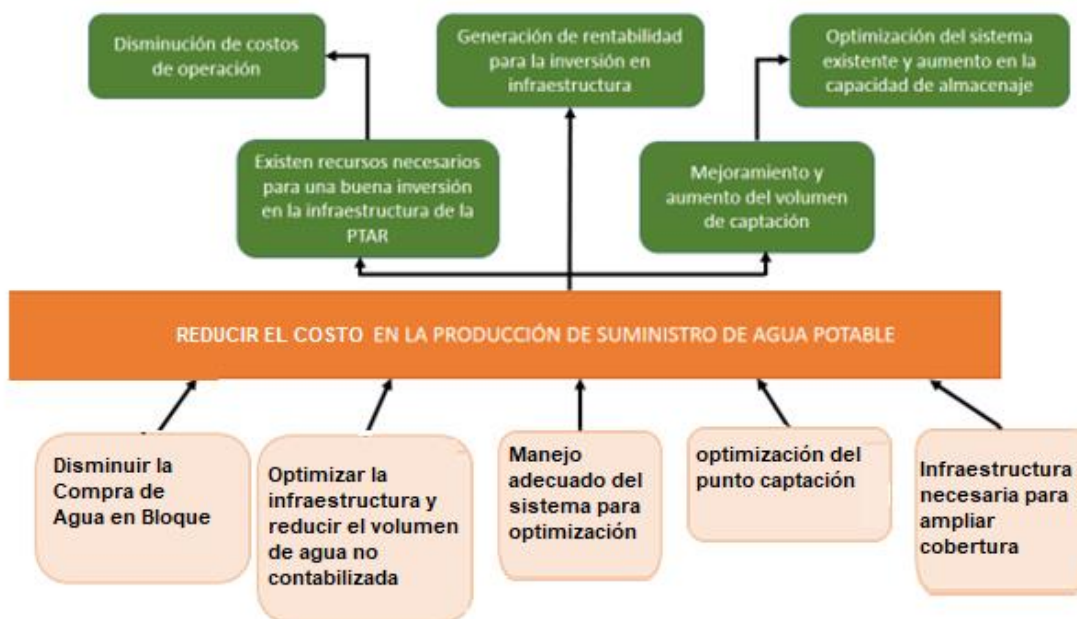 Disminución de costos
de operación
Generación de rentabilidad
para la inversión en
infraestructura
Optimización del sistema
existente y aumento en la
capacidad de almacenaje
Existen recursos necesarios
para una buena inversión
en la infraestructura de la
PTAR
Mejoramiento y
aumento del volumen
de captación
REDUCIR EL COSTO EN LA PRODUCCIÓN DE SUMINISTRO DE AGUA POTABLE
Disminuir la
Compra de
Agua en Bloque
Optimizar la
infraestructura y
reducir el volumen
de agua no
contabilizada
Manejo
adecuado del
sistema para
optimización
optimización del
punto captación
Infraestructura
necesaria para
ampliar
cobertura